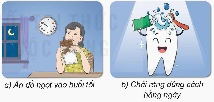 a) Ăn đồ ngọt vào buổi tối
b) Chải răng đúng cách
hằng ngày